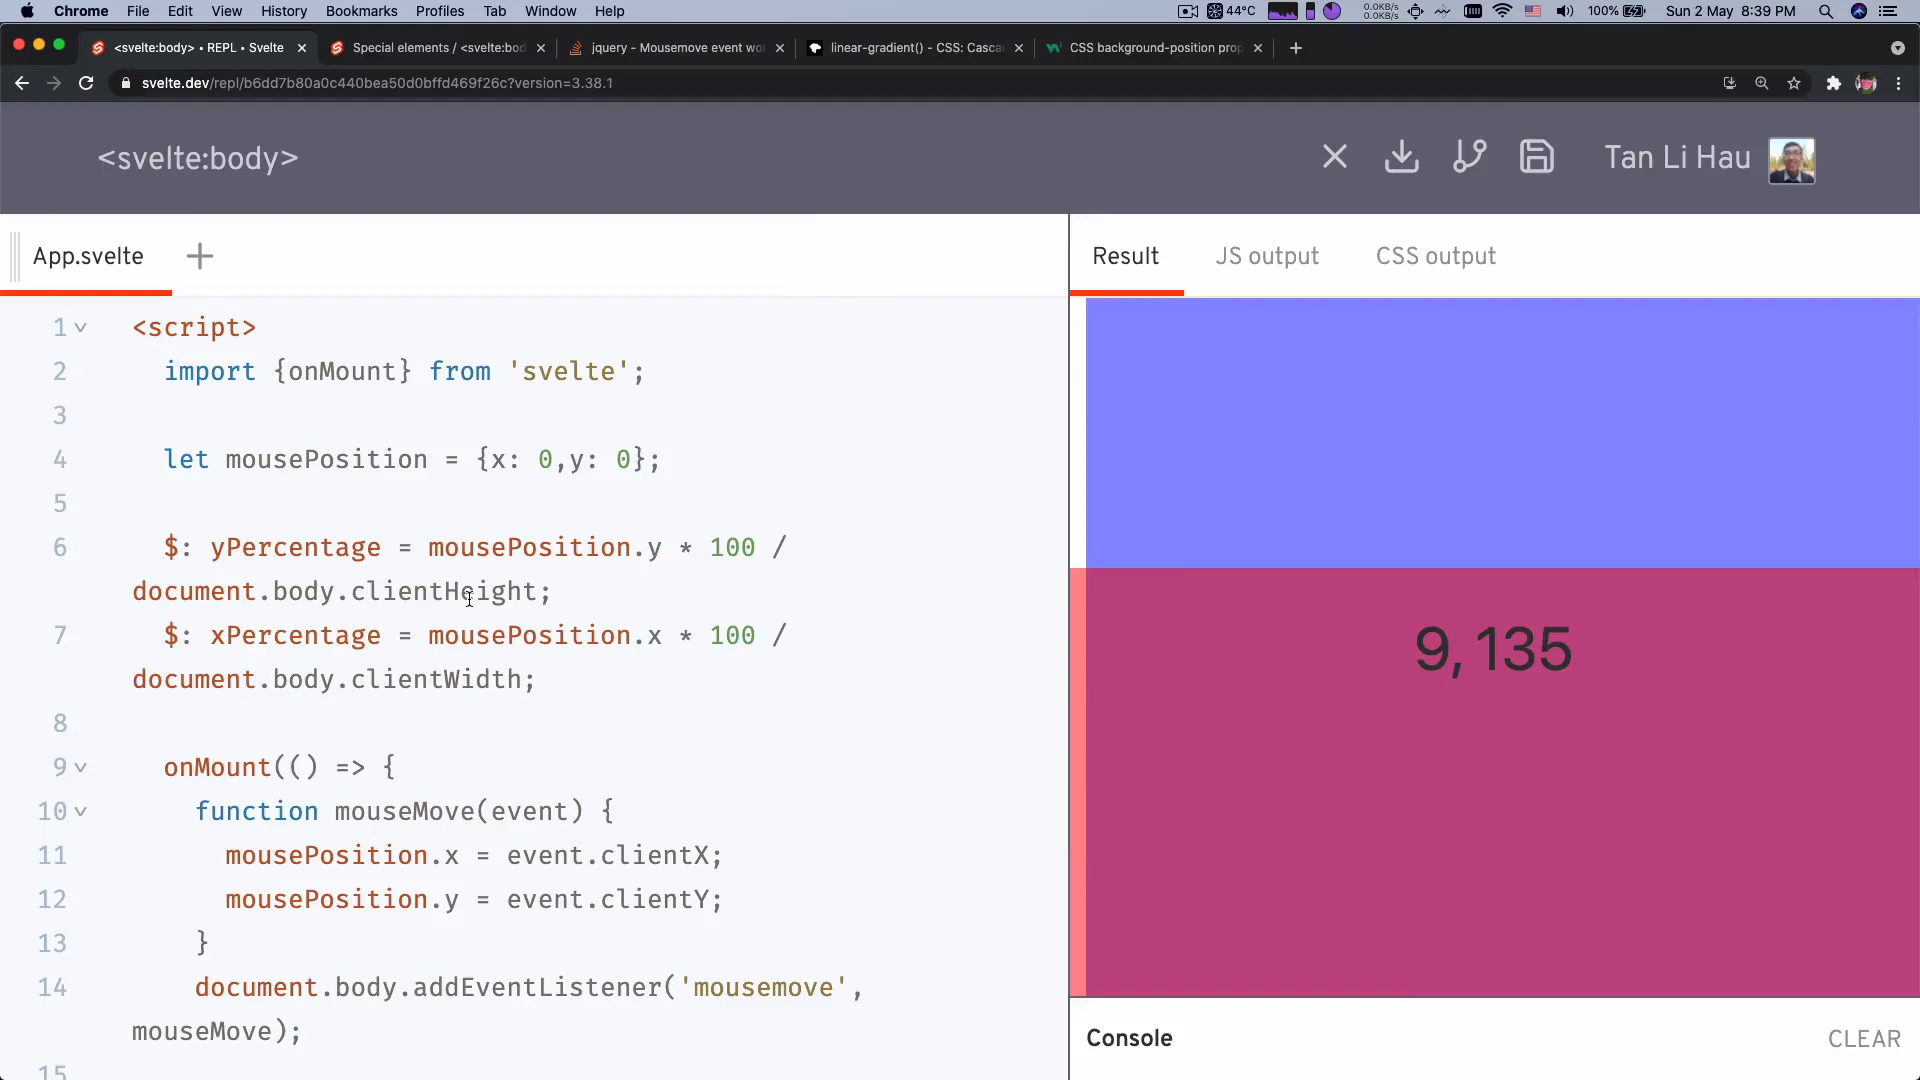 Chrome File Edit View History Bookmarks Profiles Tab Window Help 44°C 0.0KB/s 0.0KB/s 100% Sun 2 May 8:39 PM
<svelte:body> • REPL • Svelte Special elements / <svelte:bod jquery - Mousemove event wo linear-gradient() - CSS: Casca CSS background-position prop
svelte.dev/repl/b6dd7b80a0c440bea50d0bffd469f26c?version=3.38.1
<svelte:body> Tan Li Hau
App.svelte
Result JS output CSS output
1 <script>
2 import {onMount} from 'svelte';
3
4 let mousePosition = {x: 0,y: 0};
5
6 $: yPercentage = mousePosition.y * 100 /
document.body.clientHeight;
7 $: xPercentage = mousePosition.x * 100 /
document.body.clientWidth;
8
9 onMount(() => {
10 function mouseMove(event) {
11 mousePosition.x = event.clientX;
12 mousePosition.y = event.clientY;
13 }
14 document.body.addEventListener('mousemove',
mouseMove);
15
9, 135
Console CLEAR